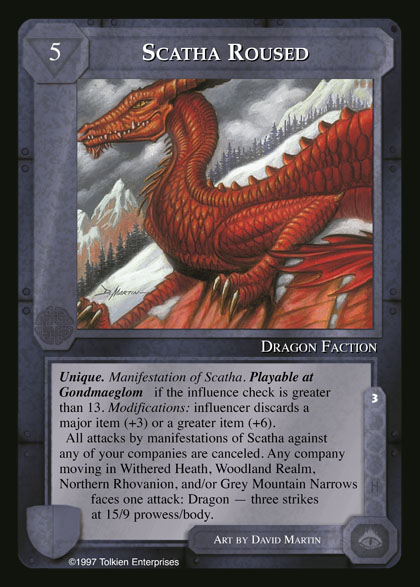 5
SCATHA ROUSED
D. MARTIN
DRAGON FACTION
Unique. Manifestation of Scatha. Playable at
Gondmaeglom if the influence check is greater
than 13. Modifications: influencer discards a
major item (+3) or a greater item (+6).
All attacks by manifestations of Scatha against
any of your companies are canceled. Any company
moving in Withered Heath, Woodland Realm,
Northern Rhovanion, and/or Grey Mountain Narrows
faces one attack: Dragon — three strikes
at 15/9 prowess/body.
3
H
ART BY DAVID MARTIN
©1997 Tolkien Enterprises